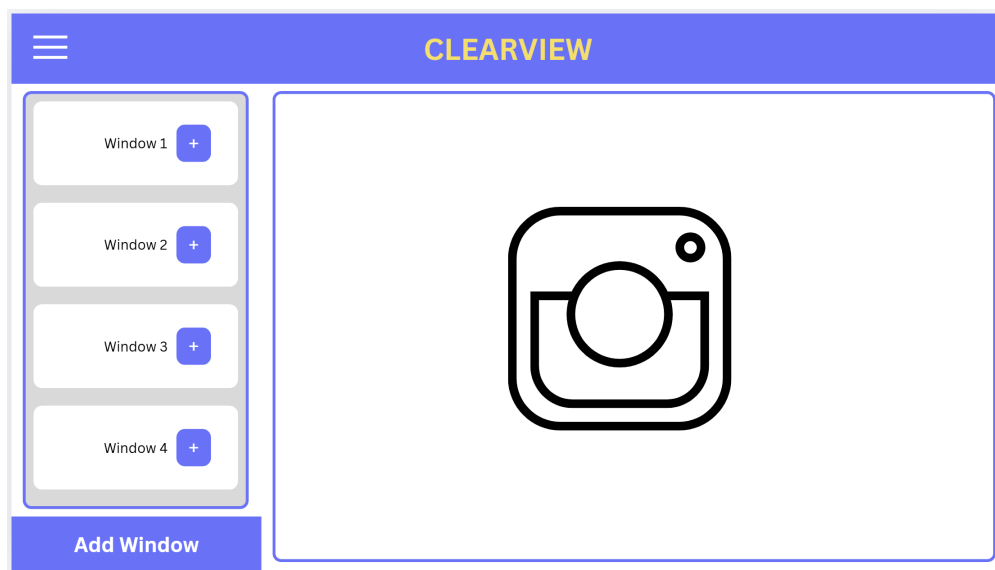 CLEARVIEW
Window 1 +
Window 2 +
Window 3 +
Window 4 +
Add Window